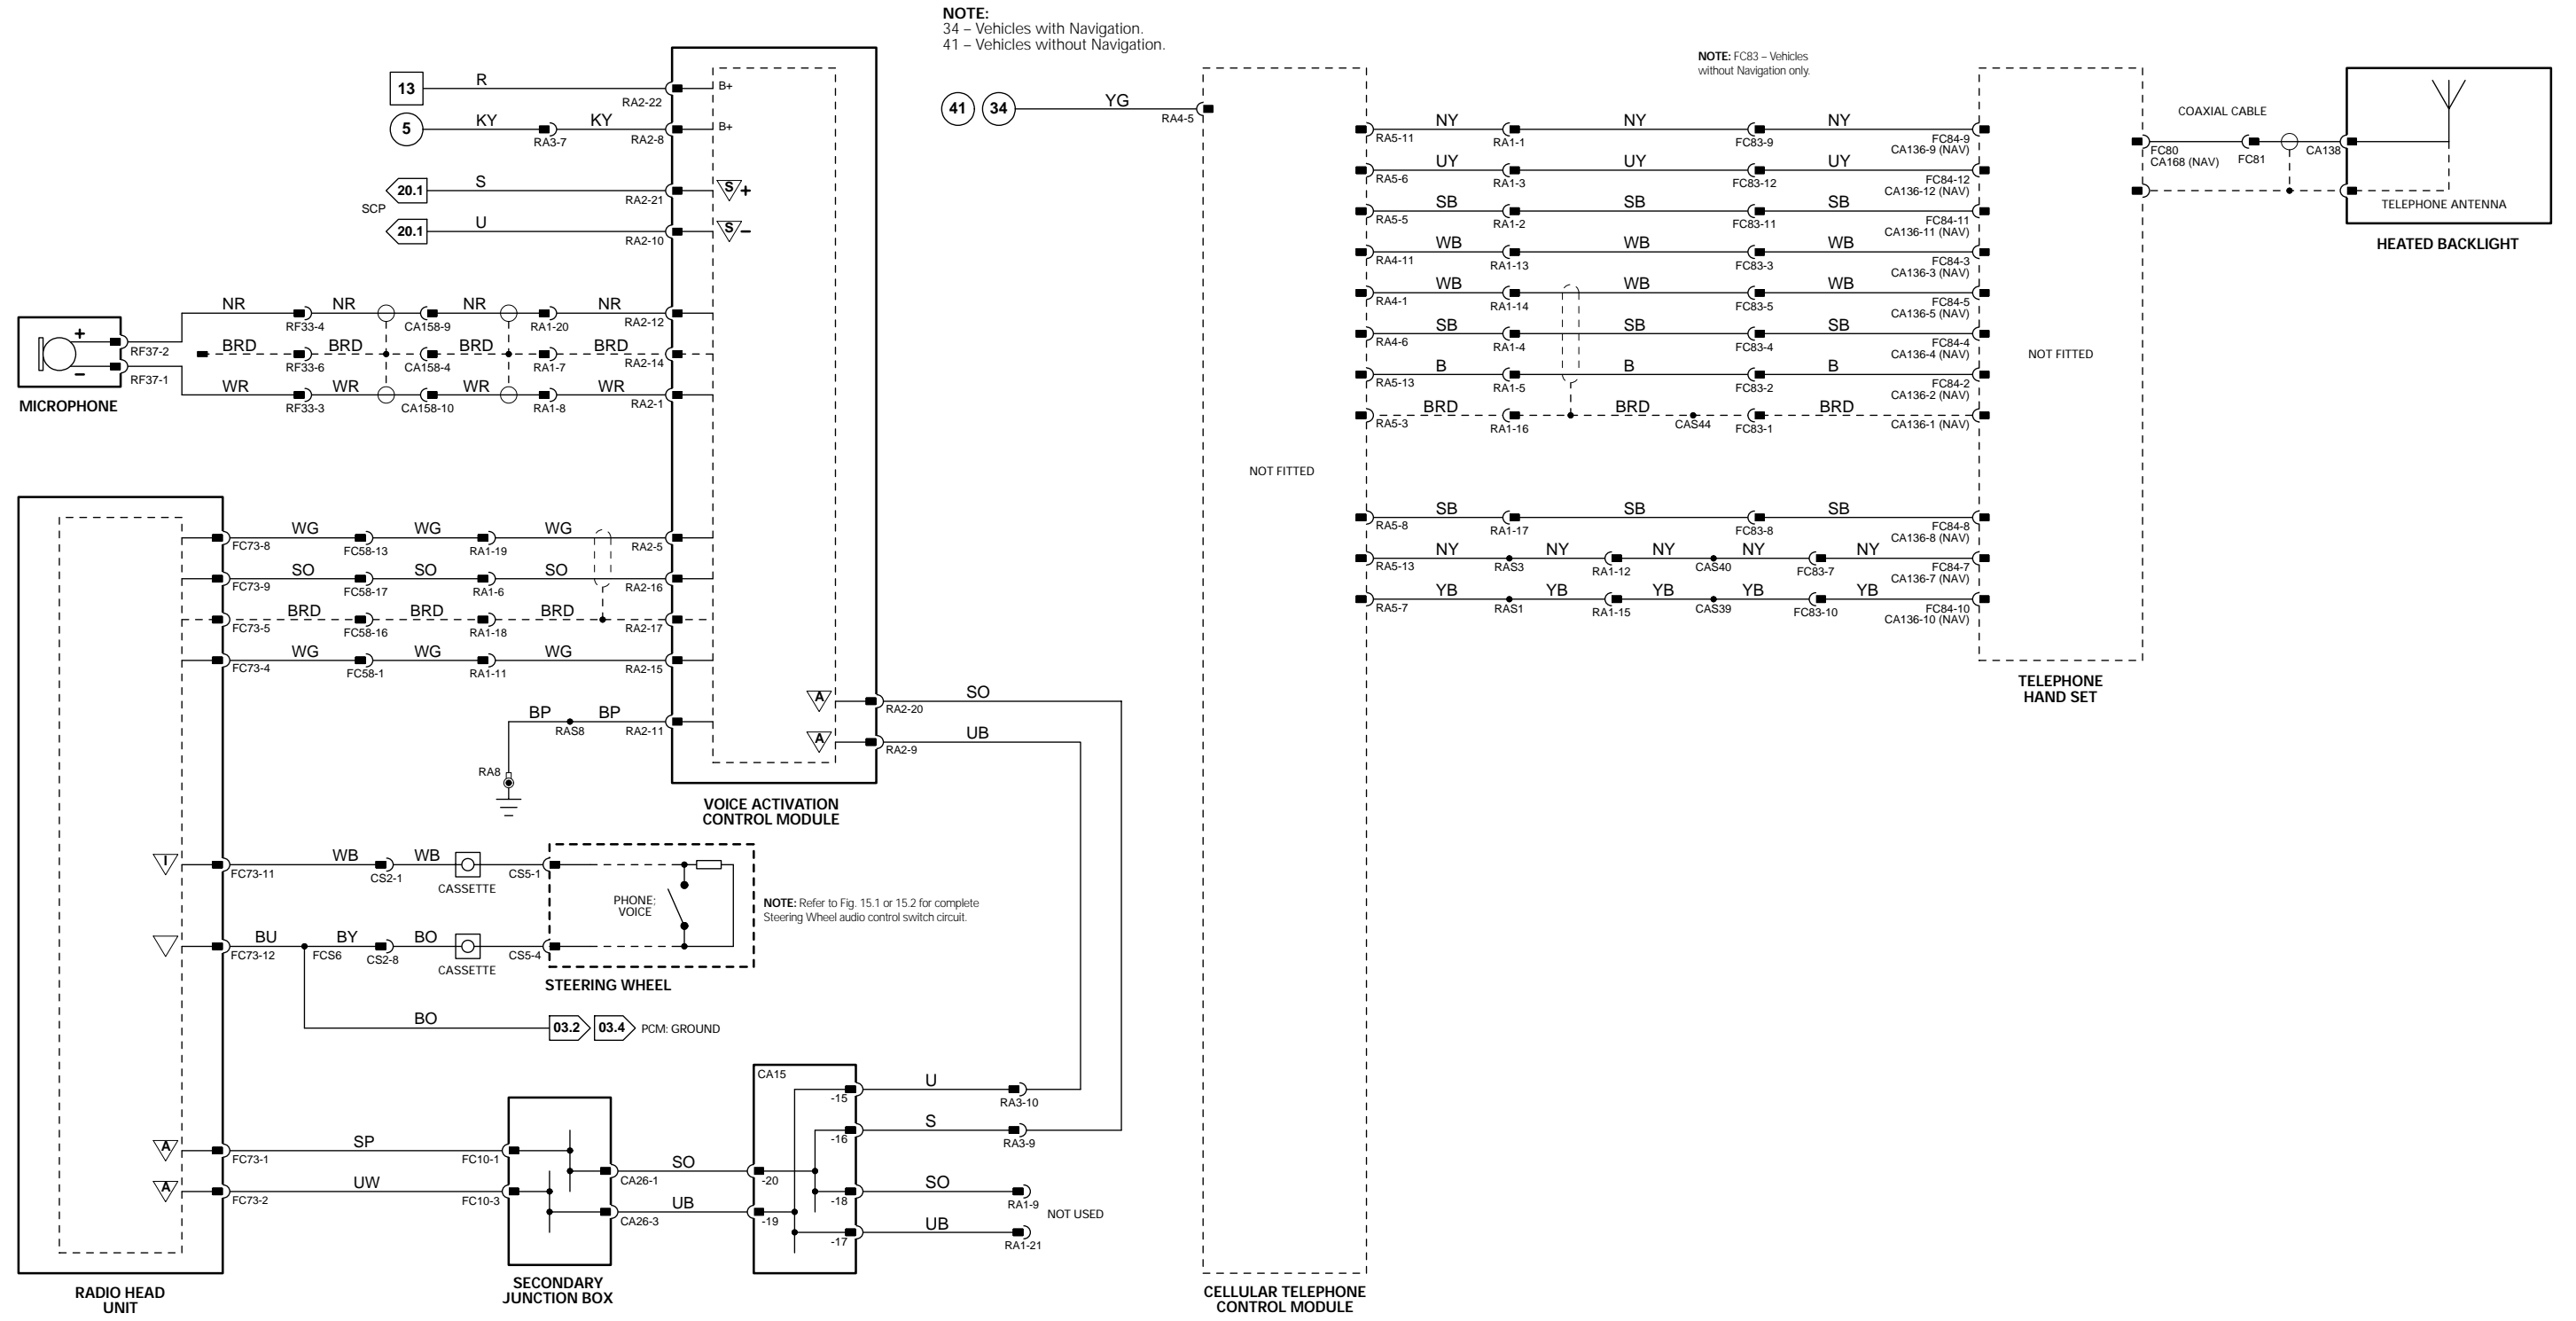 NOTE:
34 – Vehicles with Navigation.
41 – Vehicles without Navigation.
NOTE: FC83 – Vehicles
without Navigation only.
13 R RA2-22 B+
5 KY RA3-7 KY RA2-8 B+
20.1 S RA2-21 S +
SCP
20.1 U RA2-10 S –
MICROPHONE
+ RF37-2
– RF37-1
NR RF33-4 NR CA158-9 NR RA1-20 NR RA2-12
BRD RF33-6 BRD CA158-4 BRD RA1-7 BRD RA2-14
WR RF33-3 WR CA158-10 WR RA1-8 WR RA2-1
FC73-8 WG FC58-13 WG RA1-19 WG RA2-5
FC73-9 SO FC58-17 SO RA1-6 SO RA2-16
FC73-5 BRD FC58-16 BRD RA1-18 BRD RA2-17
FC73-4 WG FC58-1 WG RA1-11 WG RA2-15
BP RAS8 BP RA2-11
RA8
A RA2-20 SO
A RA2-9 UB
VOICE ACTIVATION
CONTROL MODULE
I FC73-11 WB CS2-1 WB CASSETTE CS5-1
FC73-12 BU FCS6 BY CS2-8 BO CASSETTE CS5-4
PHONE;
VOICE
NOTE: Refer to Fig. 15.1 or 15.2 for complete
Steering Wheel audio control switch circuit.
STEERING WHEEL
BO 03.2 03.4 PCM: GROUND
A FC73-1 SP FC10-1
A FC73-2 UW FC10-3
CA26-1 SO -20
CA26-3 UB -19
CA15
-15 U RA3-10
-16 S RA3-9
-18 SO RA1-9
NOT USED
-17 UB RA1-21
RADIO HEAD
UNIT
SECONDARY
JUNCTION BOX
41 34 YG RA4-5
NOT FITTED
CELLULAR TELEPHONE
CONTROL MODULE
RA5-11 NY RA1-1 NY FC83-9 NY FC84-9
CA136-9 (NAV)
RA5-6 UY RA1-3 UY FC83-12 UY FC84-12
CA136-12 (NAV)
RA5-5 SB RA1-2 SB FC83-11 SB FC84-11
CA136-11 (NAV)
RA4-11 WB RA1-13 WB FC83-3 WB FC84-3
CA136-3 (NAV)
RA4-1 WB RA1-14 WB FC83-5 WB FC84-5
CA136-5 (NAV)
RA4-6 SB RA1-4 SB FC83-4 SB FC84-4
CA136-4 (NAV)
RA5-13 B RA1-5 B FC83-2 B FC84-2
CA136-2 (NAV)
RA5-3 BRD RA1-16 BRD CAS44 FC83-1 BRD CA136-1 (NAV)
RA5-8 SB RA1-17 SB FC83-8 SB FC84-8
CA136-8 (NAV)
RA5-13 NY RAS3 NY RA1-12 NY CAS40 NY FC83-7 NY FC84-7
CA136-7 (NAV)
RA5-7 YB RAS1 YB RA1-15 YB CAS39 YB FC83-10 YB FC84-10
CA136-10 (NAV)
NOT FITTED
TELEPHONE
HAND SET
COAXIAL CABLE
FC80
CA168 (NAV)
FC81
CA138
TELEPHONE ANTENNA
HEATED BACKLIGHT